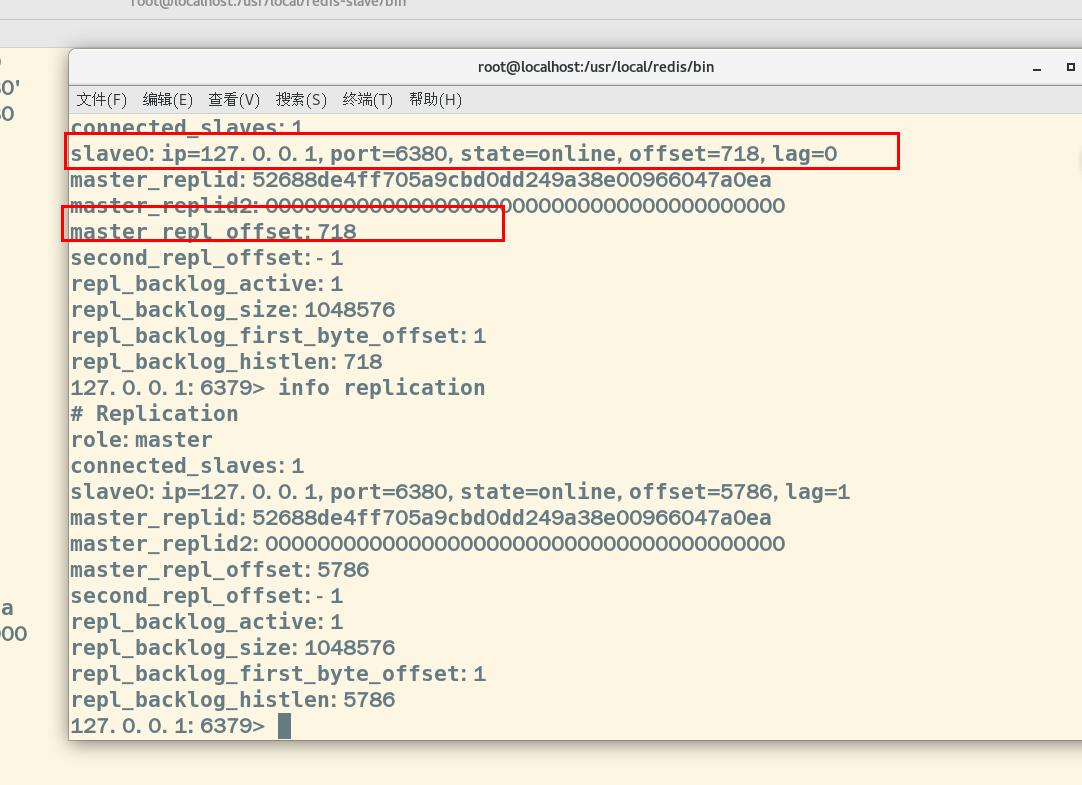 root@localhost:/usr/local/redis-slave/bin
0'
0
root@localhost:/usr/local/redis/bin
文件(F) 编辑(E) 查看(V) 搜索(S) 终端(T) 帮助(H)
connected_slaves:1
slave0:ip=127.0.0.1,port=6380,state=online,offset=718,lag=0
master_replid:52688de4ff705a9cbd0dd249a38e00966047a0ea
master_replid2:0000000000000000000000000000000000000000
master_repl_offset:718
second_repl_offset:-1
repl_backlog_active:1
repl_backlog_size:1048576
repl_backlog_first_byte_offset:1
repl_backlog_histlen:718
127.0.0.1:6379> info replication
# Replication
role:master
connected_slaves:1
slave0:ip=127.0.0.1,port=6380,state=online,offset=5786,lag=1
master_replid:52688de4ff705a9cbd0dd249a38e00966047a0ea
master_replid2:0000000000000000000000000000000000000000
master_repl_offset:5786
second_repl_offset:-1
repl_backlog_active:1
a
repl_backlog_size:1048576
00
repl_backlog_first_byte_offset:1
repl_backlog_histlen:5786
127.0.0.1:6379>